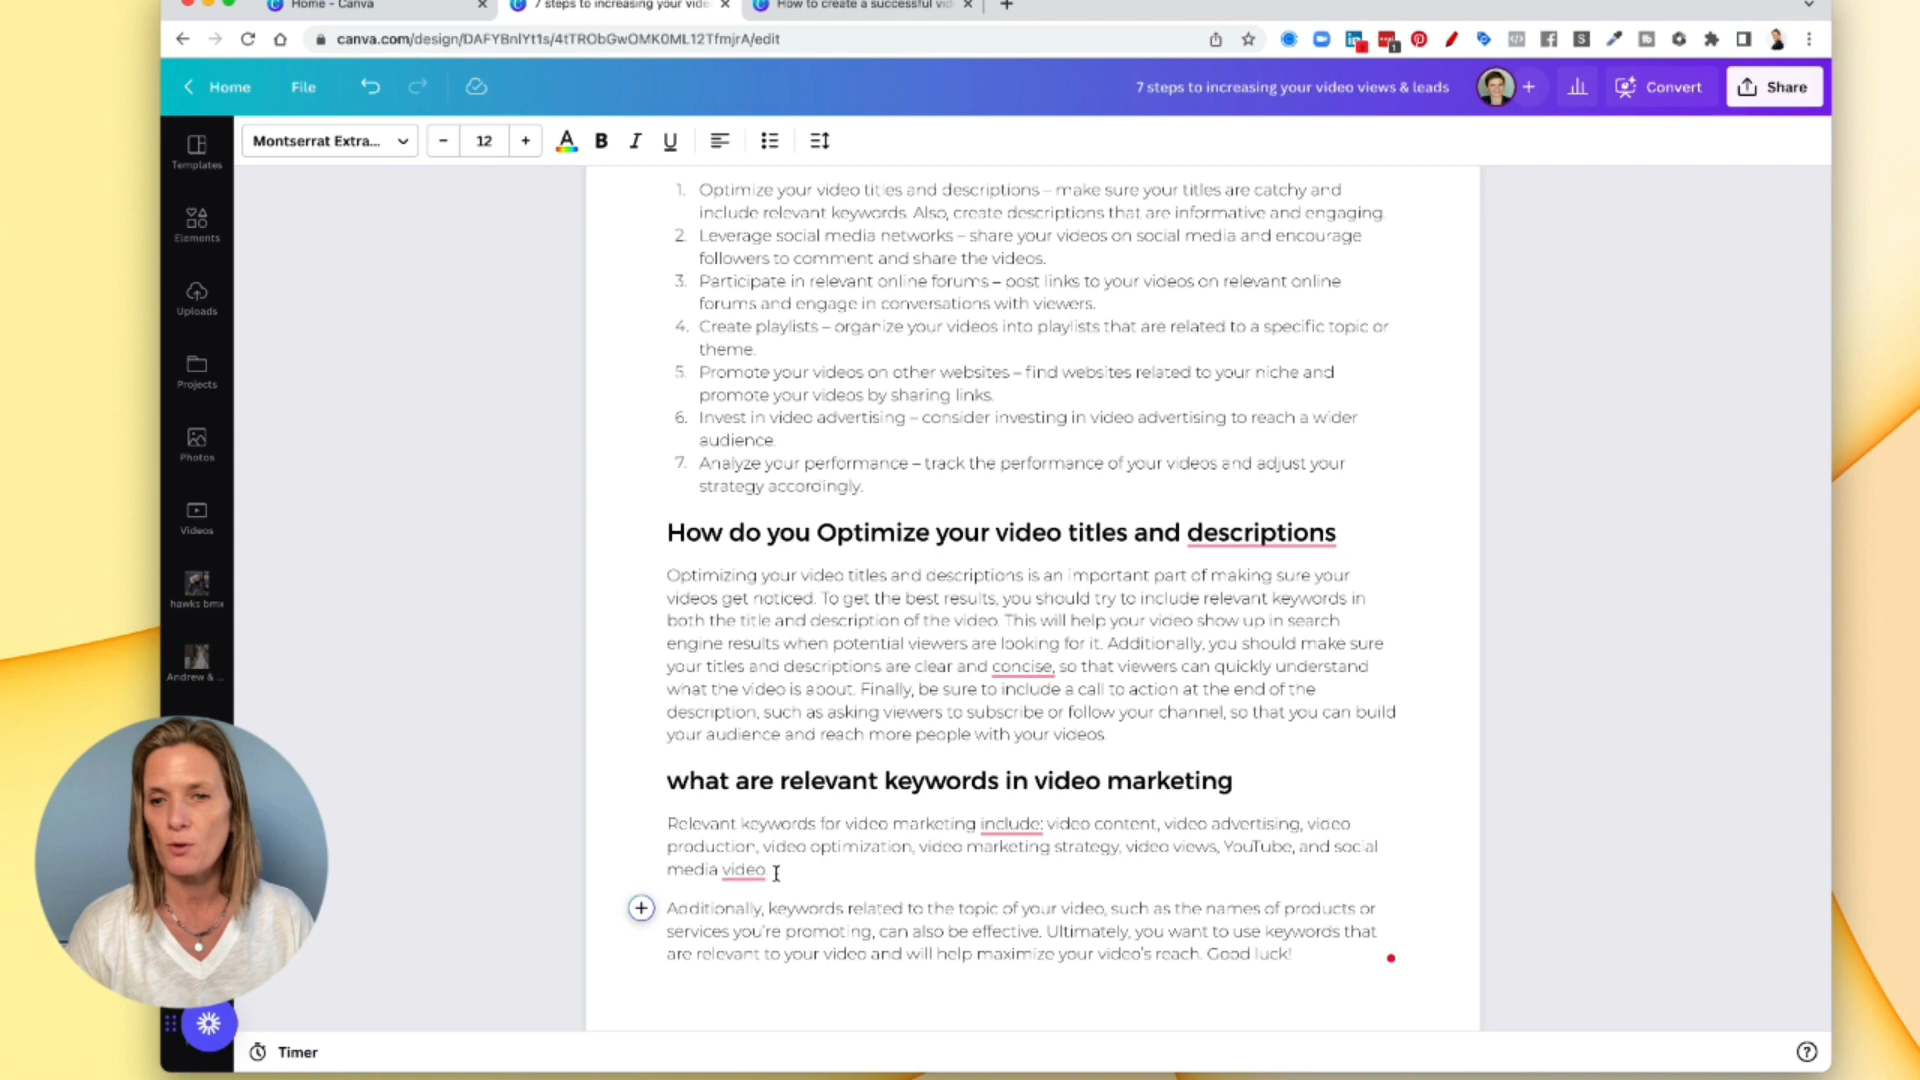 Home - Canva
7 steps to increasing your vide
How to create a successful vid
canva.com/design/DAFYBnlYt1s/4tTRObGwOMK0ML12TfmjrA/edit
Home
File
7 steps to increasing your video views & leads
Convert
Share
Montserrat Extra...
12
Templates
Elements
Uploads
Projects
Photos
Videos
hawks bmx
Andrew & ...
1. Optimize your video titles and descriptions – make sure your titles are catchy and
include relevant keywords. Also, create descriptions that are informative and engaging.
2. Leverage social media networks – share your videos on social media and encourage
followers to comment and share the videos.
3. Participate in relevant online forums – post links to your videos on relevant online
forums and engage in conversations with viewers.
4. Create playlists – organize your videos into playlists that are related to a specific topic or
theme.
5. Promote your videos on other websites – find websites related to your niche and
promote your videos by sharing links.
6. Invest in video advertising – consider investing in video advertising to reach a wider
audience.
7. Analyze your performance – track the performance of your videos and adjust your
strategy accordingly.
How do you Optimize your video titles and descriptions
Optimizing your video titles and descriptions is an important part of making sure your
videos get noticed. To get the best results, you should try to include relevant keywords in
both the title and description of the video. This will help your video show up in search
engine results when potential viewers are looking for it. Additionally, you should make sure
your titles and descriptions are clear and concise, so that viewers can quickly understand
what the video is about. Finally, be sure to include a call to action at the end of the
description, such as asking viewers to subscribe or follow your channel, so that you can build
your audience and reach more people with your videos.
what are relevant keywords in video marketing
Relevant keywords for video marketing include: video content, video advertising, video
production, video optimization, video marketing strategy, video views, YouTube, and social
media video.
Additionally, keywords related to the topic of your video, such as the names of products or
services you're promoting, can also be effective. Ultimately, you want to use keywords that
are relevant to your video and will help maximize your video's reach. Good luck!
Timer